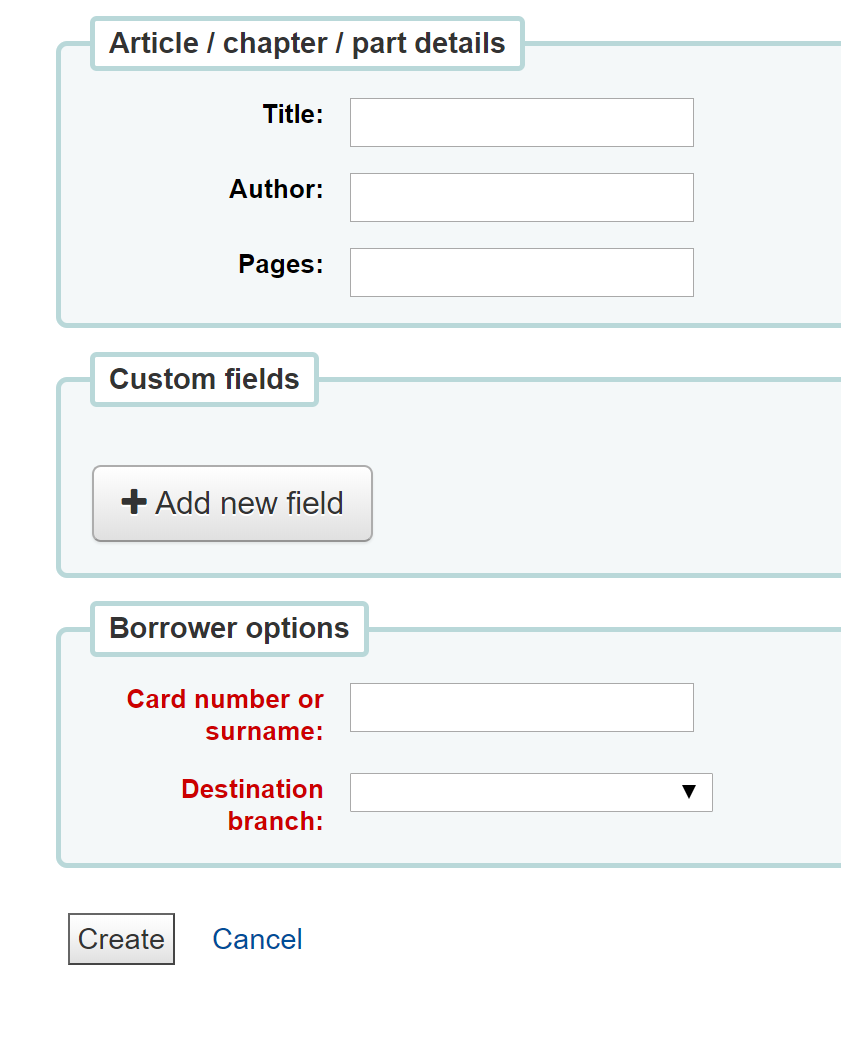 Article / chapter / part details
Title:
Author:
Pages:
Custom fields
Add new field
Borrower options
Card number or
surname:
Destination
branch:
Create Cancel